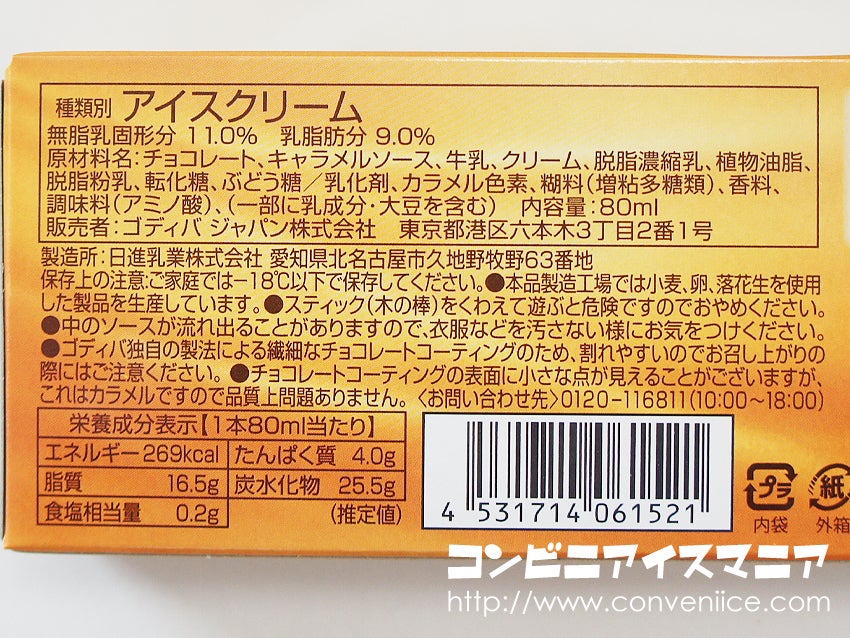 種類別 アイスクリーム
無脂乳固形分 11.0% 乳脂肪分 9.0%
原材料名:チョコレート、キャラメルソース、牛乳、クリーム、脱脂濃縮乳、植物油脂、
脱脂粉乳、転化糖、ぶどう糖/乳化剤、カラメル色素、糊料(増粘多糖類)、香料、
調味料(アミノ酸)、(一部に乳成分・大豆を含む) 内容量:80ml
販売者:ゴディバ ジャパン株式会社 東京都港区六本木3丁目2番1号
製造所:日進乳業株式会社 愛知県北名古屋市久地野牧野63番地
保存上の注意:ご家庭では−18℃以下で保存してください。●本品製造工場では小麦、卵、落花生を使用
した製品を生産しています。●スティック(木の棒)をくわえて遊ぶと危険ですのでおやめください。
●中のソースが流れ出ることがありますので、衣服などを汚さない様にお気をつけください。
●ゴディバ独自の製法による繊細なチョコレートコーティングのため、割れやすいのでお召し上がりの
際にはご注意ください。 ●チョコレートコーティングの表面に小さな点が見えることがございますが、
これはカラメルですので品質上問題ありません。〈お問い合わせ先〉0120−116811(10:00〜18:00)
栄養成分表示【1本80ml当たり】
エネルギー 269kcal たんぱく質 4.0g
脂質 16.5g 炭水化物 25.5g
食塩相当量 0.2g (推定値)
4 531714 061521
プラ 紙
内袋 外箱
コンビニアイスマニア
http://www.conveniice.com/